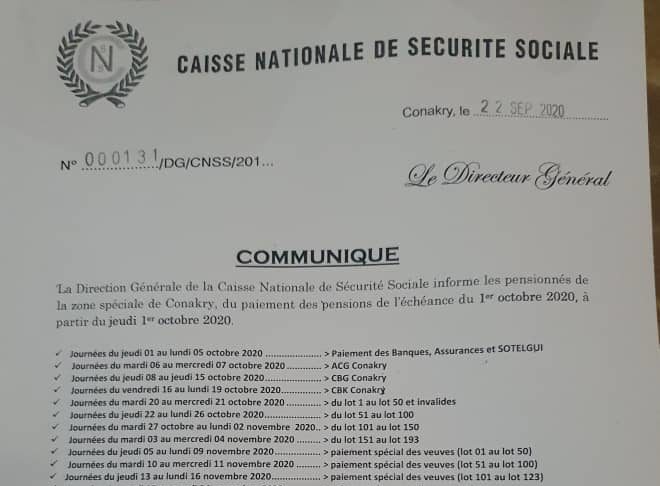 N
CAISSE NATIONALE DE SECURITE SOCIALE
Conakry, le 22 SEP 2020
N° 000131/DG/CNSS/201...
Le Directeur Général
COMMUNIQUE
La Direction Générale de la Caisse Nationale de Sécurité Sociale informe les pensionnés de
la zone spéciale de Conakry, du paiement des pensions de l'échéance du 1er octobre 2020, à
partir du jeudi 1er octobre 2020.
✓ Journées du jeudi 01 au lundi 05 octobre 2020 .................... > Paiement des Banques, Assurances et SOTELGUI
✓ Journées du mardi 06 au mercredi 07 octobre 2020 ............ > ACG Conakry
✓ Journées du jeudi 08 au jeudi 15 octobre 2020.................... > CBG Conakry
✓ Journées du vendredi 16 au lundi 19 octobre 2020.............. > CBK Conakry
✓ Journées du mardi 20 au mercredi 21 octobre 2020 ............ > du lot 1 au lot 50 et invalides
✓ Journées du jeudi 22 au lundi 26 octobre 2020.................... > du lot 51 au lot 100
✓ Journées du mardi 27 octobre au lundi 02 novembre 2020.. > du lot 101 au lot 150
✓ Journées du mardi 03 au mercredi 04 novembre 2020 ........ > du lot 151 au lot 193
✓ Journées du jeudi 05 au lundi 09 novembre 2020................ > paiement spécial des veuves (lot 01 au lot 50)
✓ Journées du mardi 10 au mercredi 11 novembre 2020 ........ > paiement spécial des veuves (lot 51 au lot 100)
✓ Journées du jeudi 13 au lundi 16 novembre 2020................ > paiement spécial des veuves (lot 101 au lot 123)